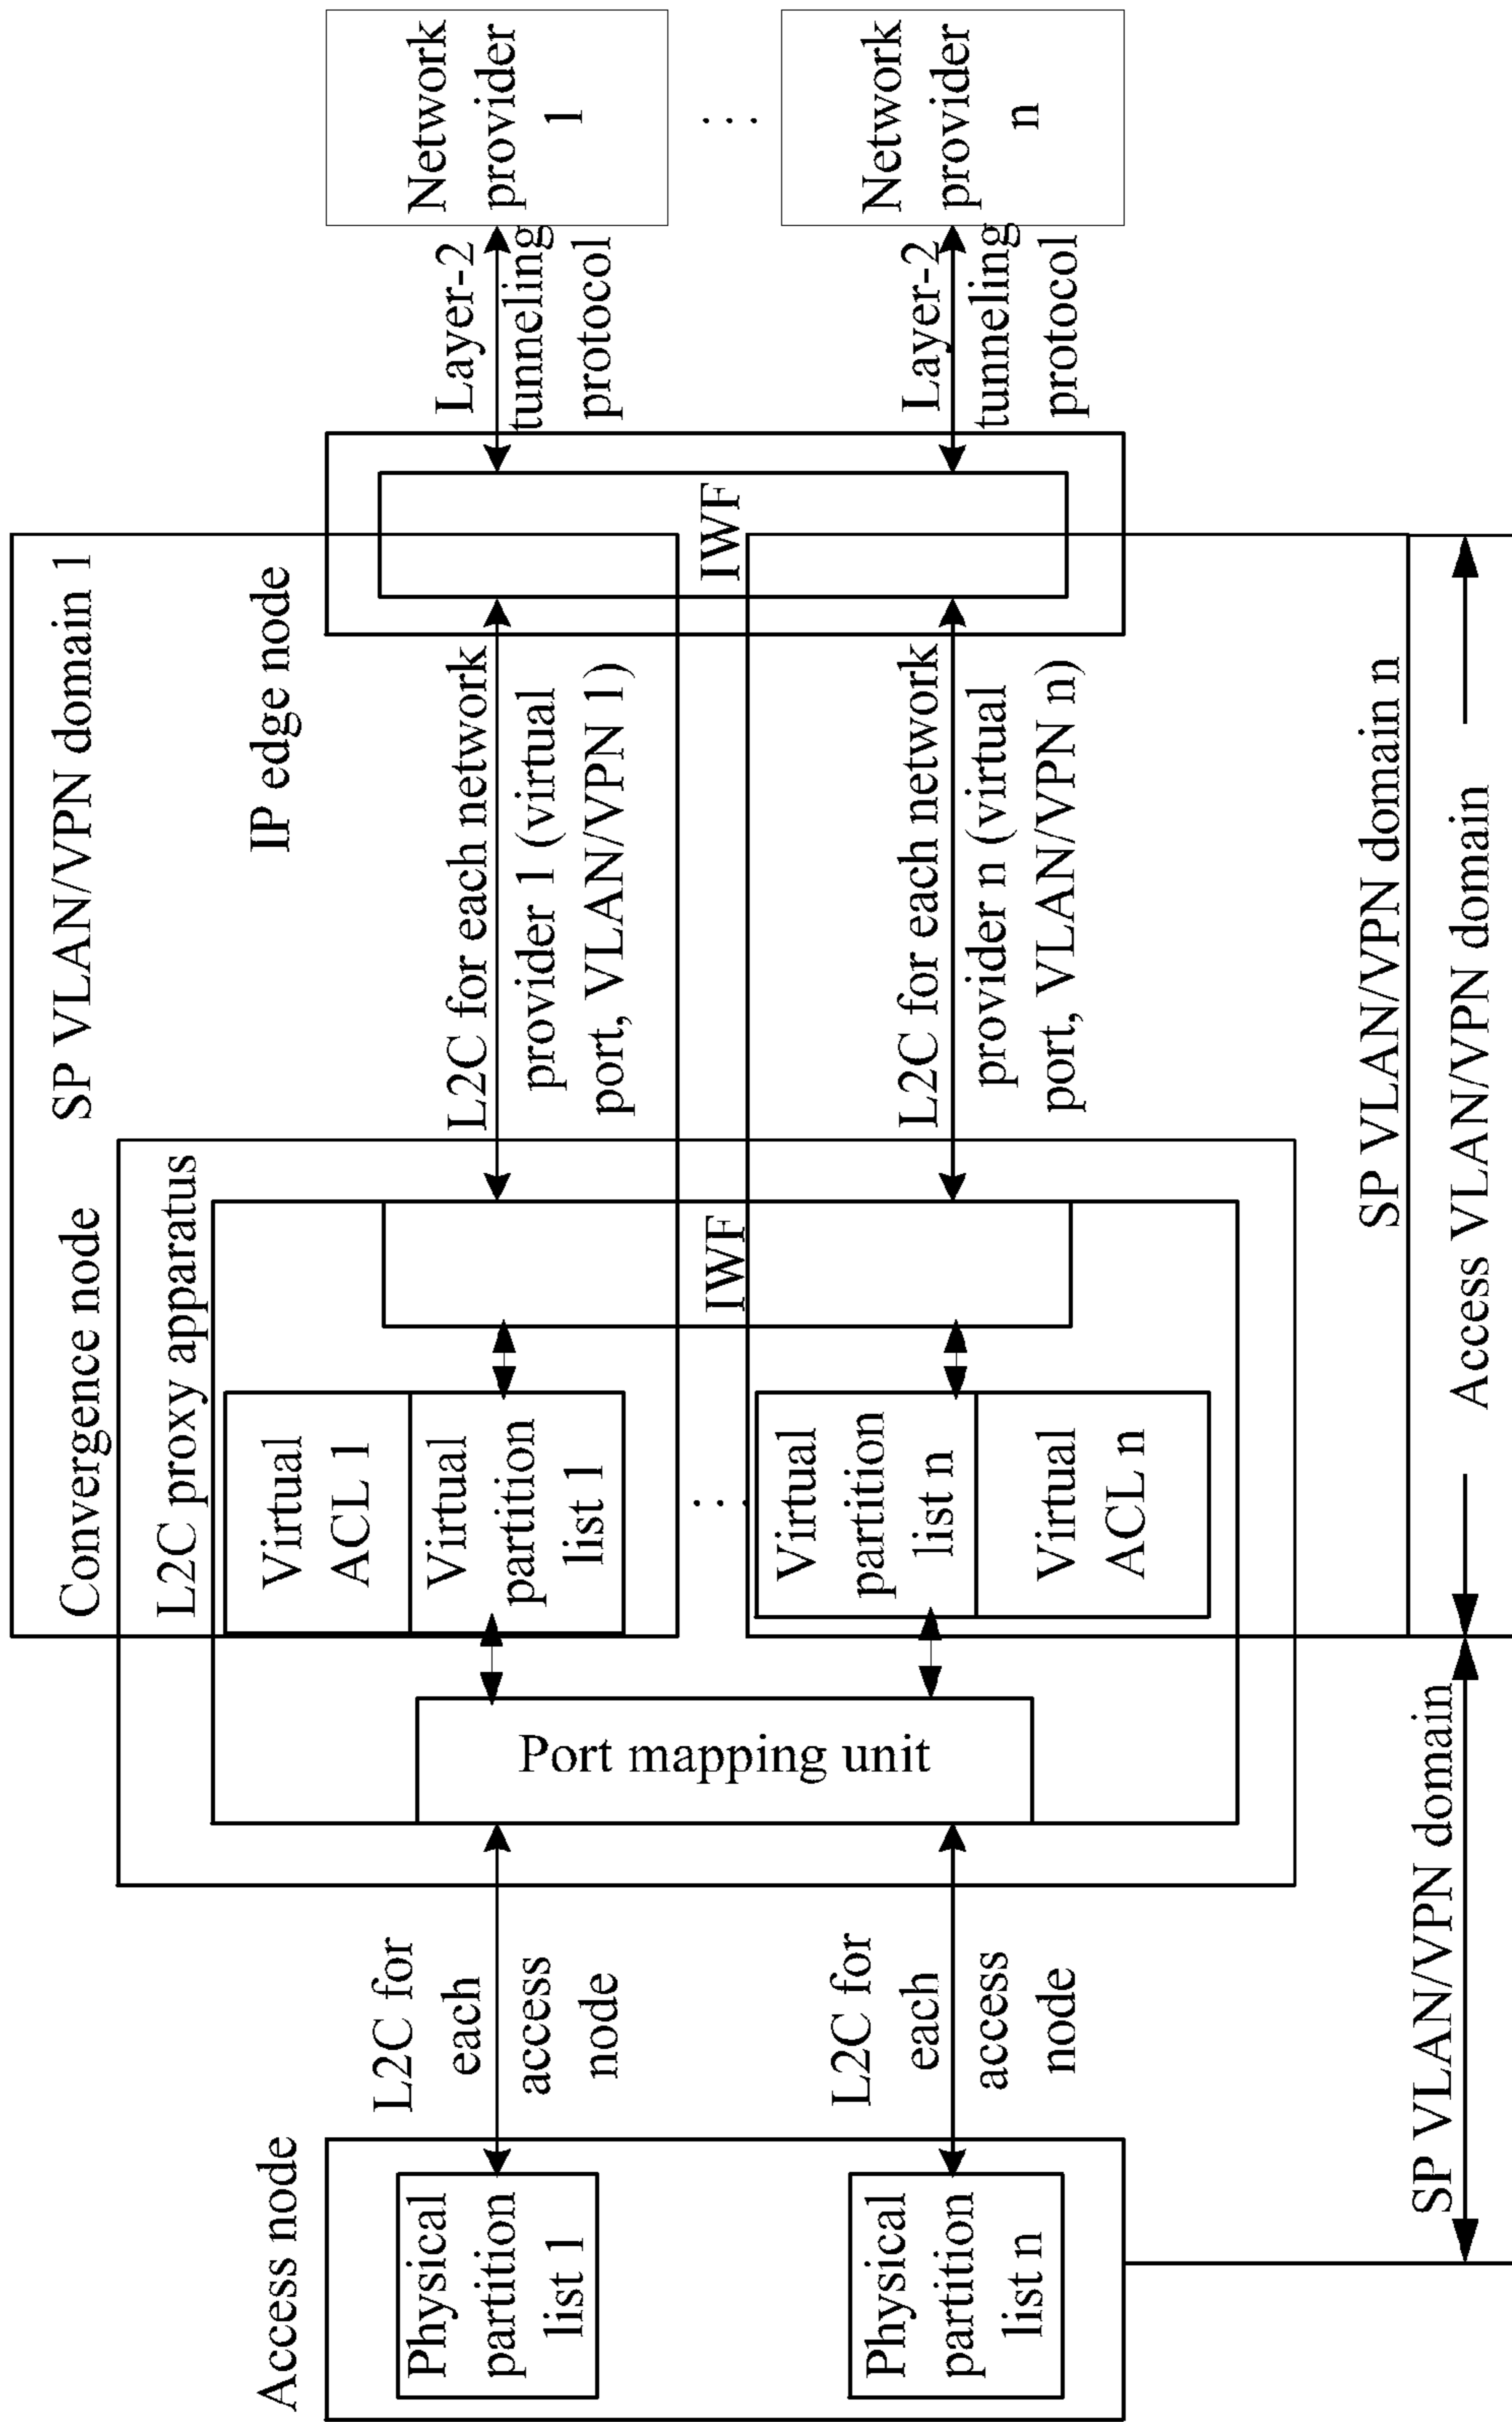 Access node
Physical
partition
list 1
Physical
partition
list n
L2C for
each
access
node
L2C for
each
access
node
Convergence node
L2C proxy apparatus
Port mapping unit
Virtual
ACL 1
Virtual
partition
list 1
...
Virtual
partition
list n
Virtual
ACL n
IWF
SP VLAN/VPN domain 1
L2C for each network
provider 1 (virtual
port, VLAN/VPN 1)
L2C for each network
provider n (virtual
port, VLAN/VPN n)
SP VLAN/VPN domain n
IP edge node
IWF
Layer-2
tunneling
protocol
Layer-2
tunneling
protocol
Network
provider
1
...
Network
provider
n
SP VLAN/VPN domain
Access VLAN/VPN domain